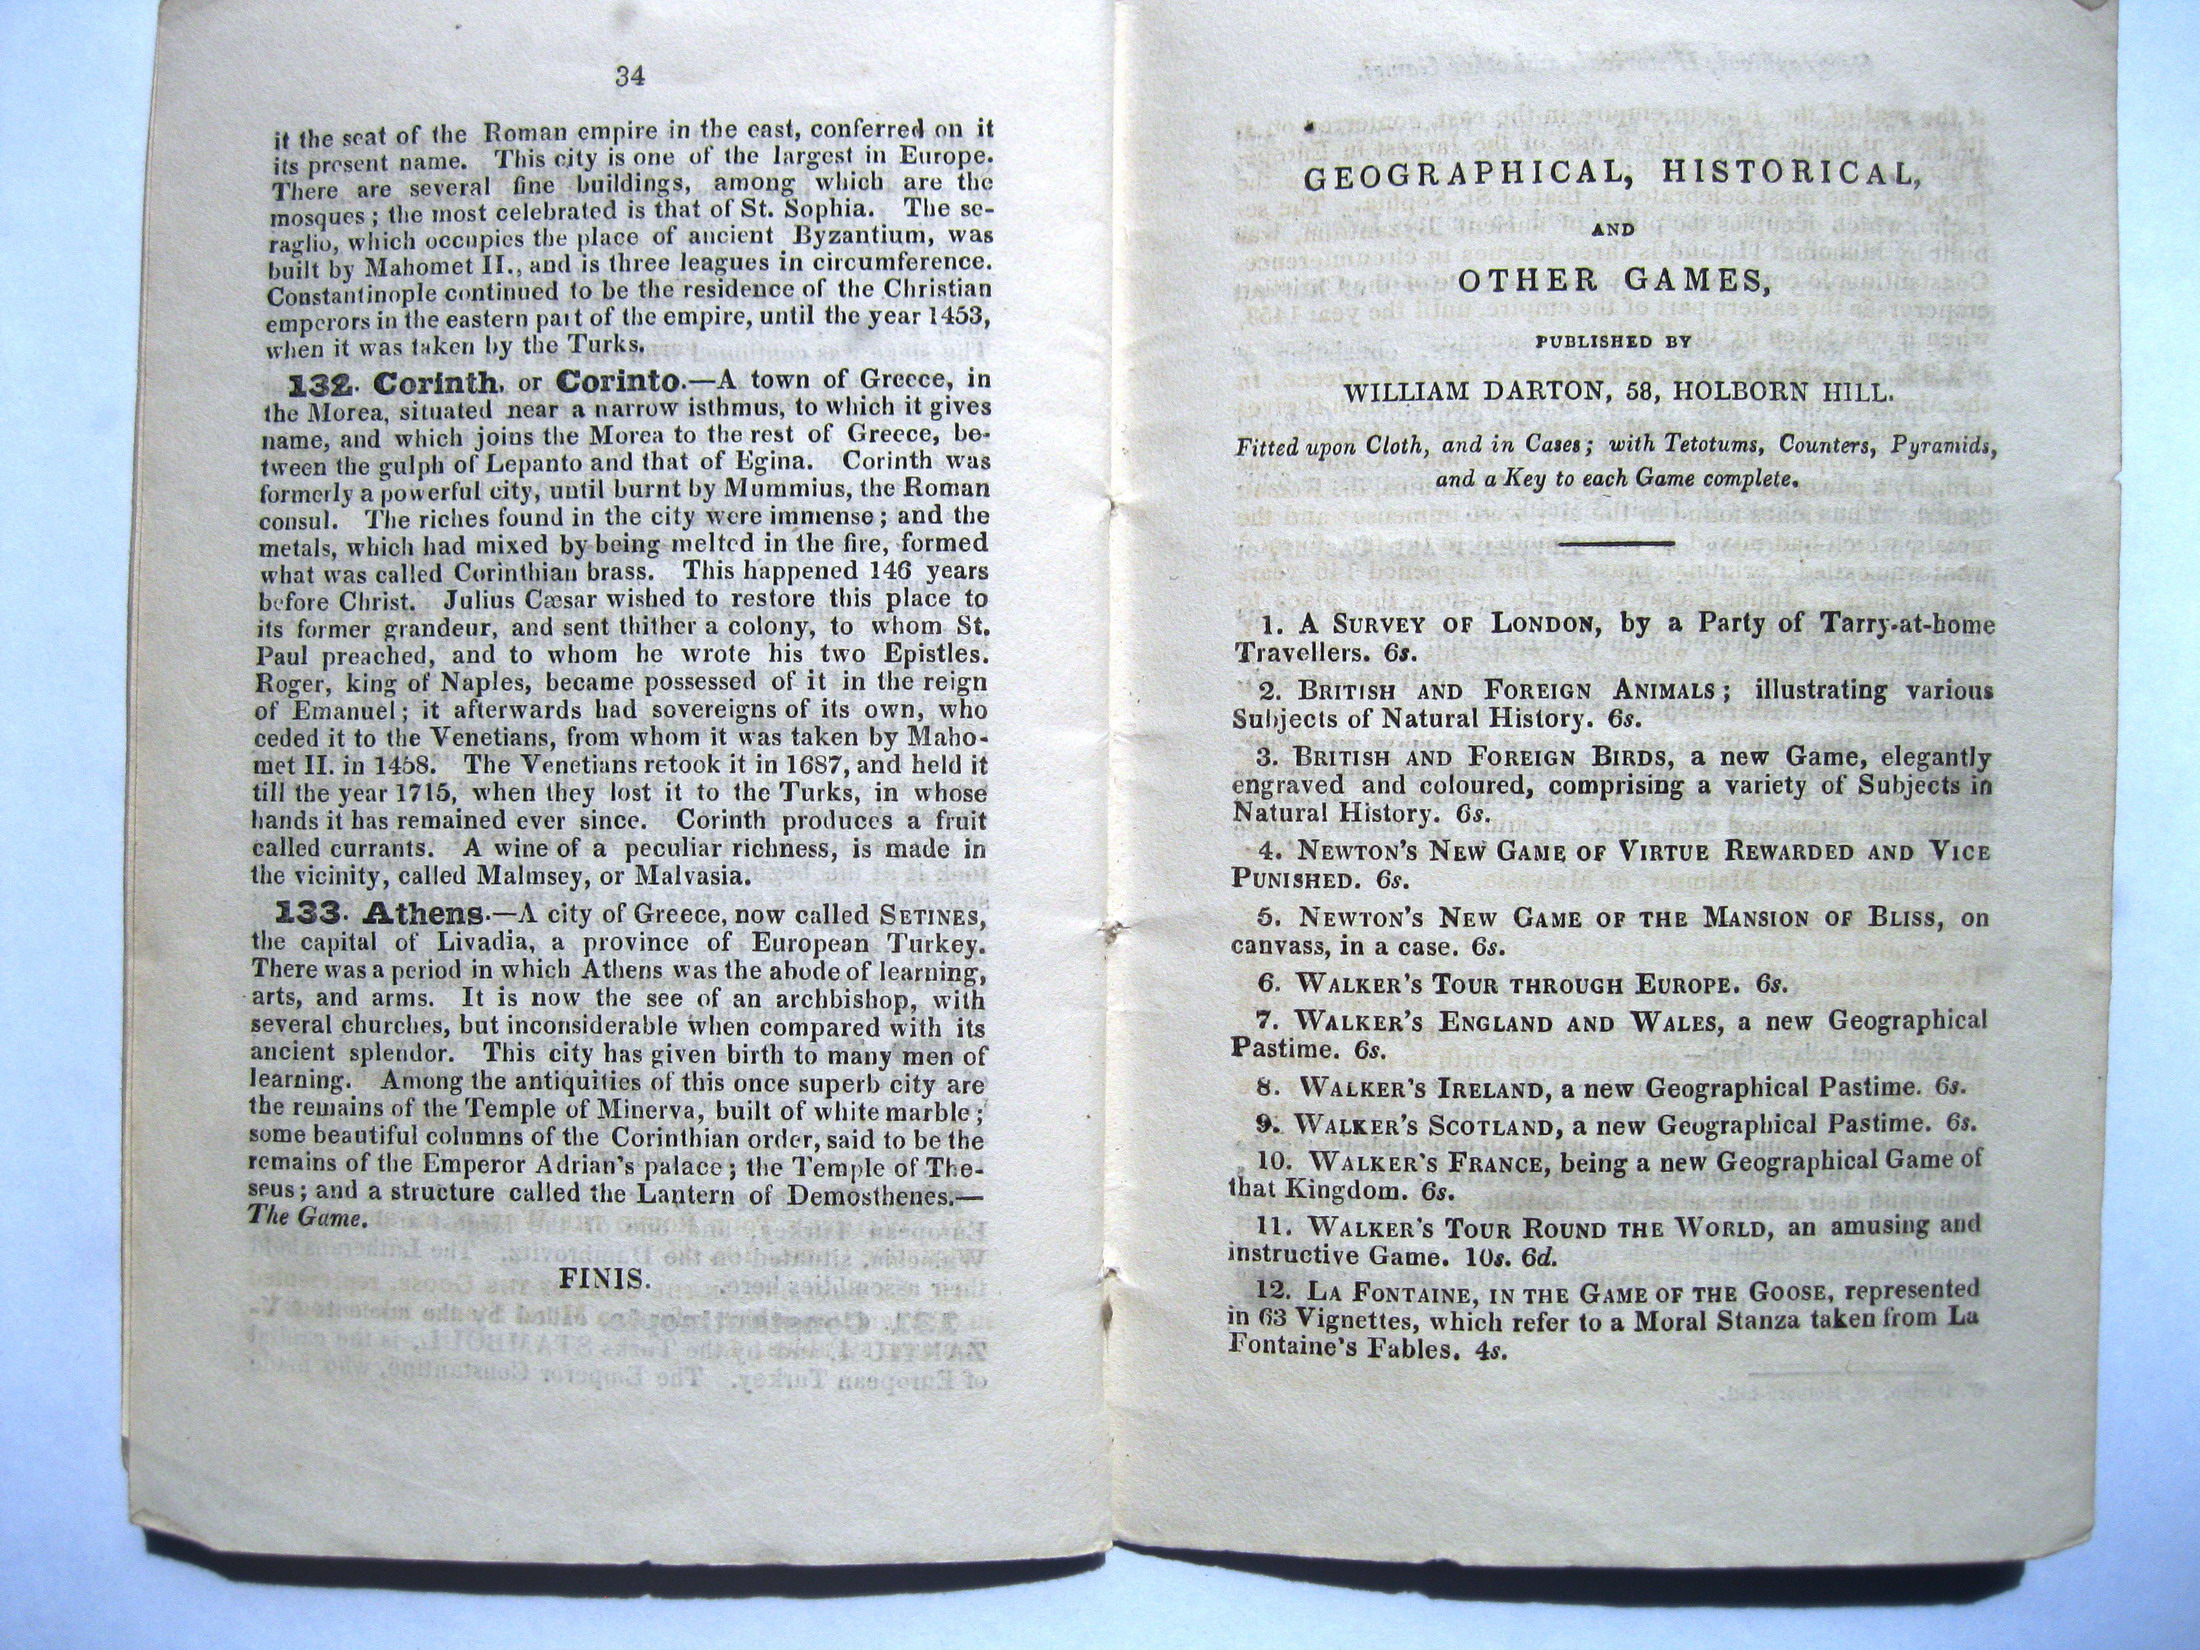 34
it the seat of the Roman empire in the east, conferred on it
its present name. This city is one of the largest in Europe.
There are several fine buildings, among which are the
mosques; the most celebrated is that of St. Sophia. The se-
raglio, which occupies the place of ancient Byzantium, was
built by Mahomet II., and is three leagues in circumference.
Constantinople continued to be the residence of the Christian
emperors in the eastern part of the empire, until the year 1453,
when it was taken by the Turks.
132. Corinth, or Corinto.—A town of Greece, in
the Morea, situated near a narrow isthmus, to which it gives
name, and which joins the Morea to the rest of Greece, be-
tween the gulph of Lepanto and that of Egina. Corinth was
formerly a powerful city, until burnt by Mummius, the Roman
consul. The riches found in the city were immense; and the
metals, which had mixed by being melted in the fire, formed
what was called Corinthian brass. This happened 146 years
before Christ. Julius Cæsar wished to restore this place to
its former grandeur, and sent thither a colony, to whom St.
Paul preached, and to whom he wrote his two Epistles.
Roger, king of Naples, became possessed of it in the reign
of Emanuel; it afterwards had sovereigns of its own, who
ceded it to the Venetians, from whom it was taken by Maho-
met II. in 1458. The Venetians retook it in 1687, and held it
till the year 1715, when they lost it to the Turks, in whose
hands it has remained ever since. Corinth produces a fruit
called currants. A wine of a peculiar richness, is made in
the vicinity, called Malmsey, or Malvasia.
133. Athens.—A city of Greece, now called SETINES,
the capital of Livadia, a province of European Turkey.
There was a period in which Athens was the abode of learning,
arts, and arms. It is now the see of an archbishop, with
several churches, but inconsiderable when compared with its
ancient splendor. This city has given birth to many men of
learning. Among the antiquities of this once superb city are
the remains of the Temple of Minerva, built of white marble;
some beautiful columns of the Corinthian order, said to be the
remains of the Emperor Adrian's palace; the Temple of The-
seus; and a structure called the Lantern of Demosthenes.—
The Game.
FINIS.
GEOGRAPHICAL, HISTORICAL,
AND
OTHER GAMES,
PUBLISHED BY
WILLIAM DARTON, 58, HOLBORN HILL.
Fitted upon Cloth, and in Cases; with Tetotums, Counters, Pyramids,
and a Key to each Game complete.
1. A SURVEY OF LONDON, by a Party of Tarry-at-home
Travellers. 6s.
2. BRITISH AND FOREIGN ANIMALS; illustrating various
Subjects of Natural History. 6s.
3. BRITISH AND FOREIGN BIRDS, a new Game, elegantly
engraved and coloured, comprising a variety of Subjects in
Natural History. 6s.
4. NEWTON'S NEW GAME OF VIRTUE REWARDED AND VICE
PUNISHED. 6s.
5. NEWTON'S NEW GAME OF THE MANSION OF BLISS, on
canvass, in a case. 6s.
6. WALKER'S TOUR THROUGH EUROPE. 6s.
7. WALKER'S ENGLAND AND WALES, a new Geographical
Pastime. 6s.
8. WALKER'S IRELAND, a new Geographical Pastime. 6s.
9. WALKER'S SCOTLAND, a new Geographical Pastime. 6s.
10. WALKER'S FRANCE, being a new Geographical Game of
that Kingdom. 6s.
11. WALKER'S TOUR ROUND THE WORLD, an amusing and
instructive Game. 10s. 6d.
12. LA FONTAINE, IN THE GAME OF THE GOOSE, represented
in 63 Vignettes, which refer to a Moral Stanza taken from La
Fontaine's Fables. 4s.